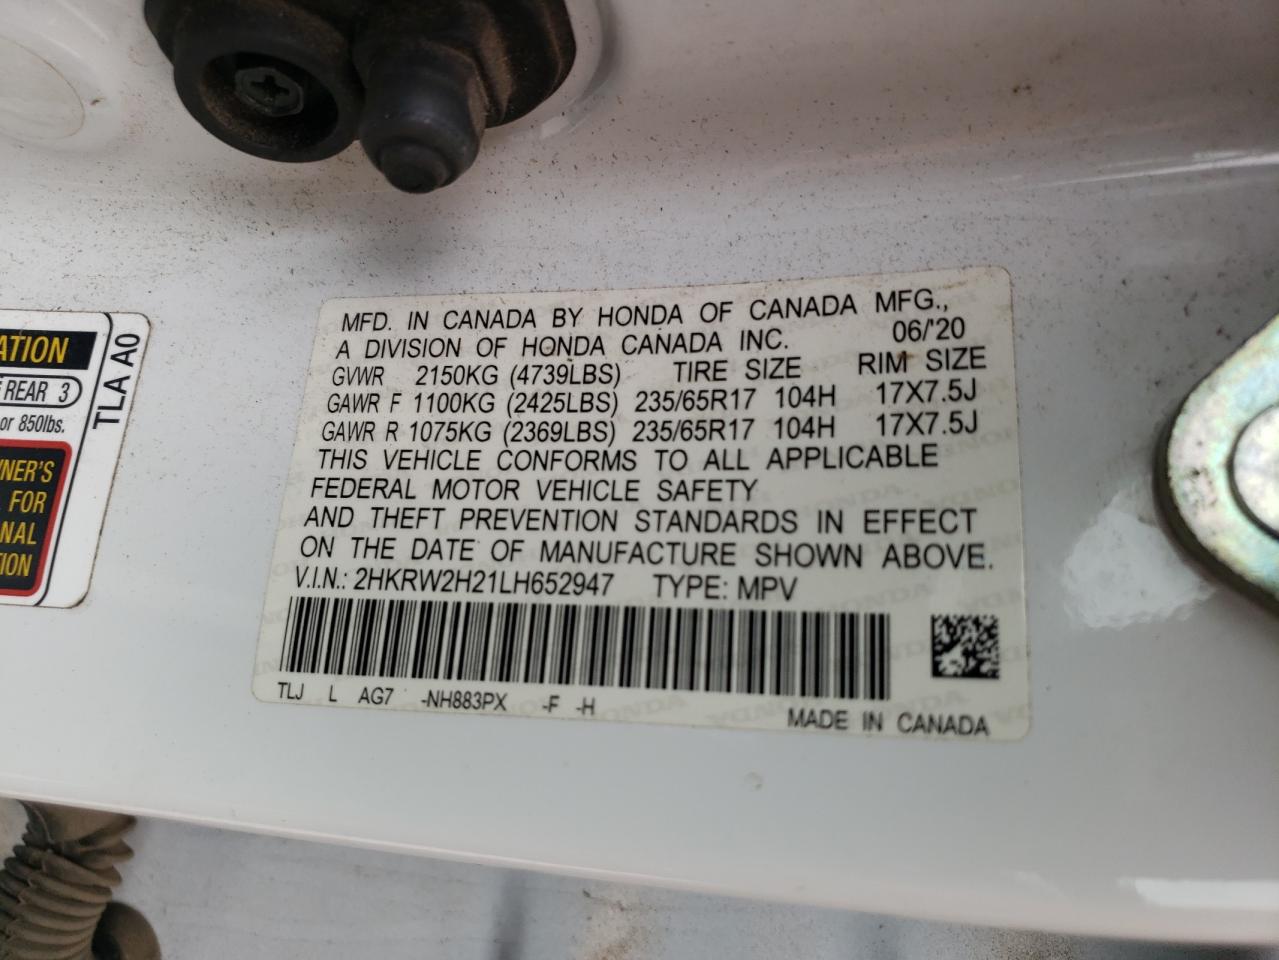 MFD. IN CANADA BY HONDA OF CANADA MFG.,
A DIVISION OF HONDA CANADA INC. 06/'20
GVWR 2150KG (4739LBS) TIRE SIZE RIM SIZE
GAWR F 1100KG (2425LBS) 235/65R17 104H 17X7.5J
GAWR R 1075KG (2369LBS) 235/65R17 104H 17X7.5J
THIS VEHICLE CONFORMS TO ALL APPLICABLE
FEDERAL MOTOR VEHICLE SAFETY
AND THEFT PREVENTION STANDARDS IN EFFECT
ON THE DATE OF MANUFACTURE SHOWN ABOVE.
V.I.N.: 2HKRW2H21LH652947 TYPE: MPV
TLJ L AG7 -NH883PX -F -H
MADE IN CANADA
ATION
REAR 3
or 850lbs.
TLA A0
NER'S
FOR
NAL
ION